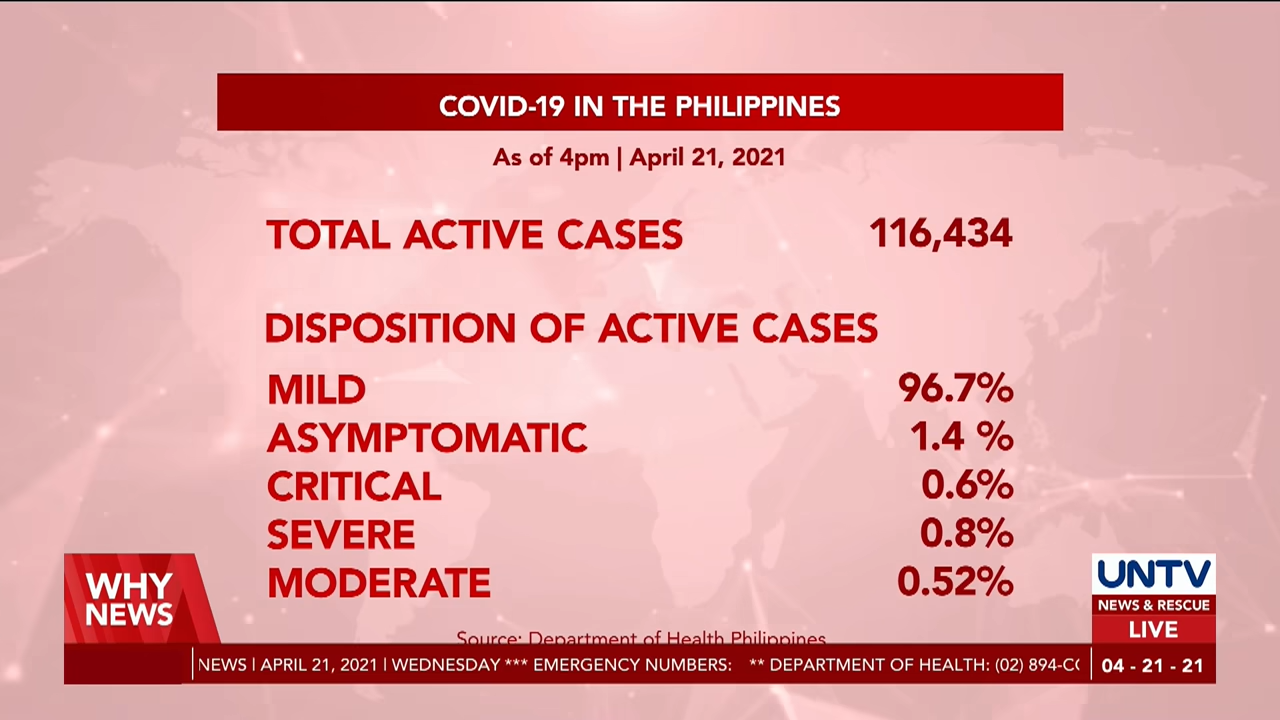 COVID-19 IN THE PHILIPPINES
As of 4pm | April 21, 2021
TOTAL ACTIVE CASES 116,434
DISPOSITION OF ACTIVE CASES
MILD 96.7%
ASYMPTOMATIC 1.4 %
CRITICAL 0.6%
SEVERE 0.8%
MODERATE 0.52%
Source: Department of Health Philippines
WHY
NEWS
UNTV
NEWS & RESCUE
LIVE
NEWS | APRIL 21, 2021 | WEDNESDAY *** EMERGENCY NUMBERS: ** DEPARTMENT OF HEALTH: (02) 894-CO
04 - 21 - 21